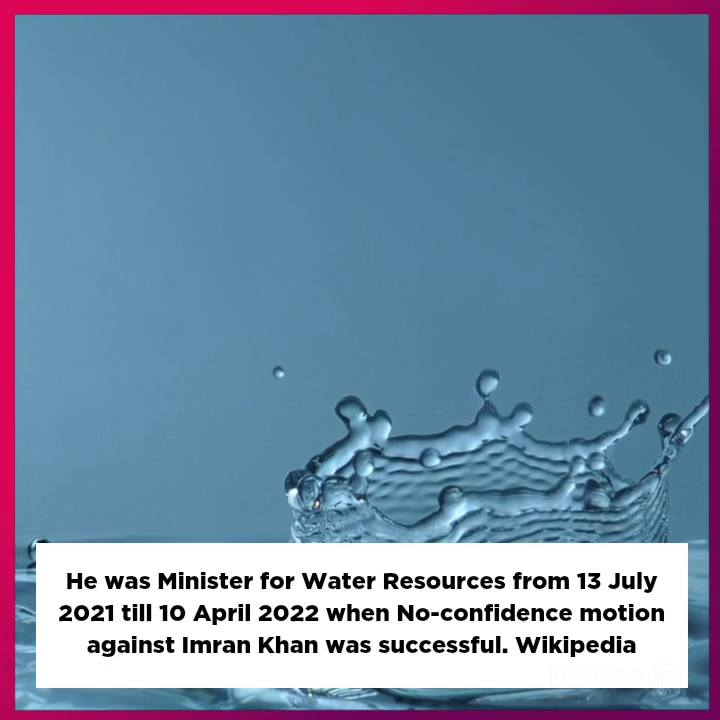 He was Minister for Water Resources from 13 July
2021 till 10 April 2022 when No-confidence motion
against Imran Khan was successful. Wikipedia